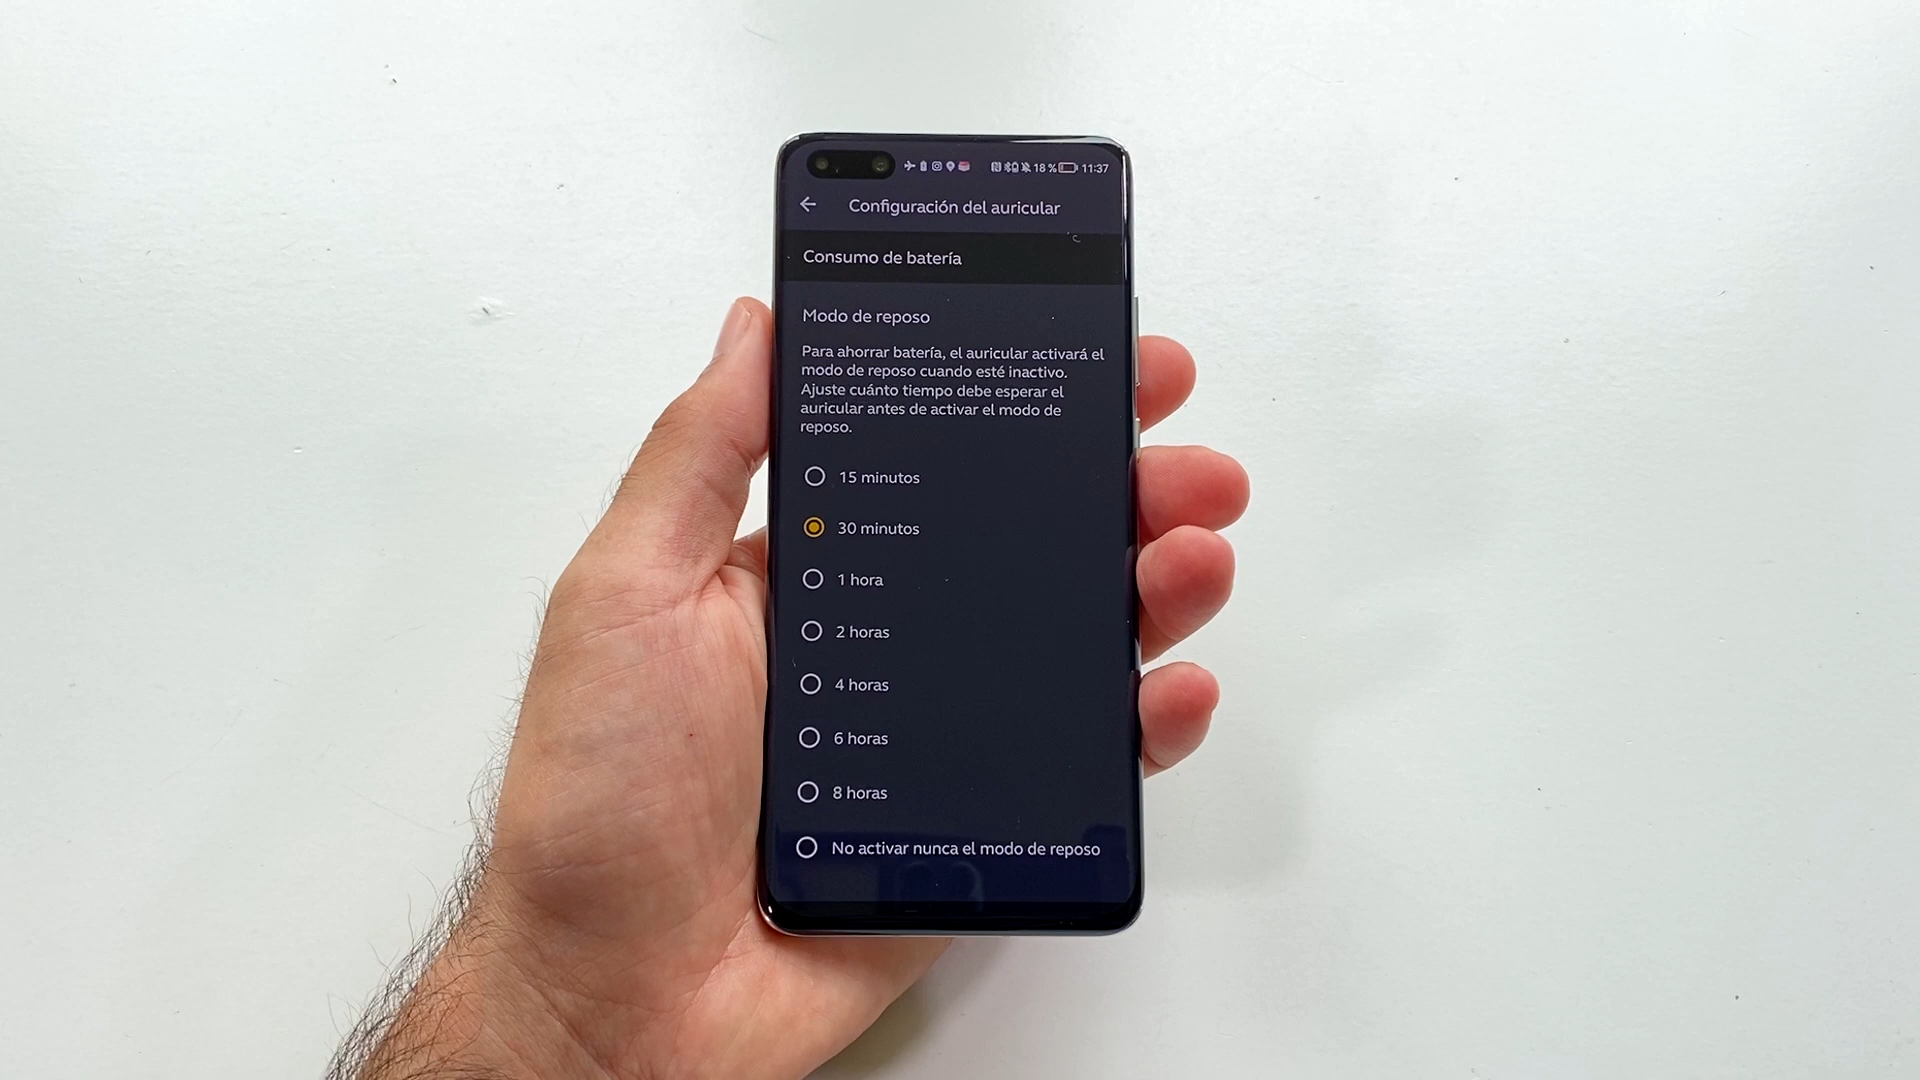 18 % 11:37
Configuración del auricular
Consumo de batería
Modo de reposo
Para ahorrar batería, el auricular activará el
modo de reposo cuando esté inactivo.
Ajuste cuánto tiempo debe esperar el
auricular antes de activar el modo de
reposo.
15 minutos
30 minutos
1 hora
2 horas
4 horas
6 horas
8 horas
No activar nunca el modo de reposo